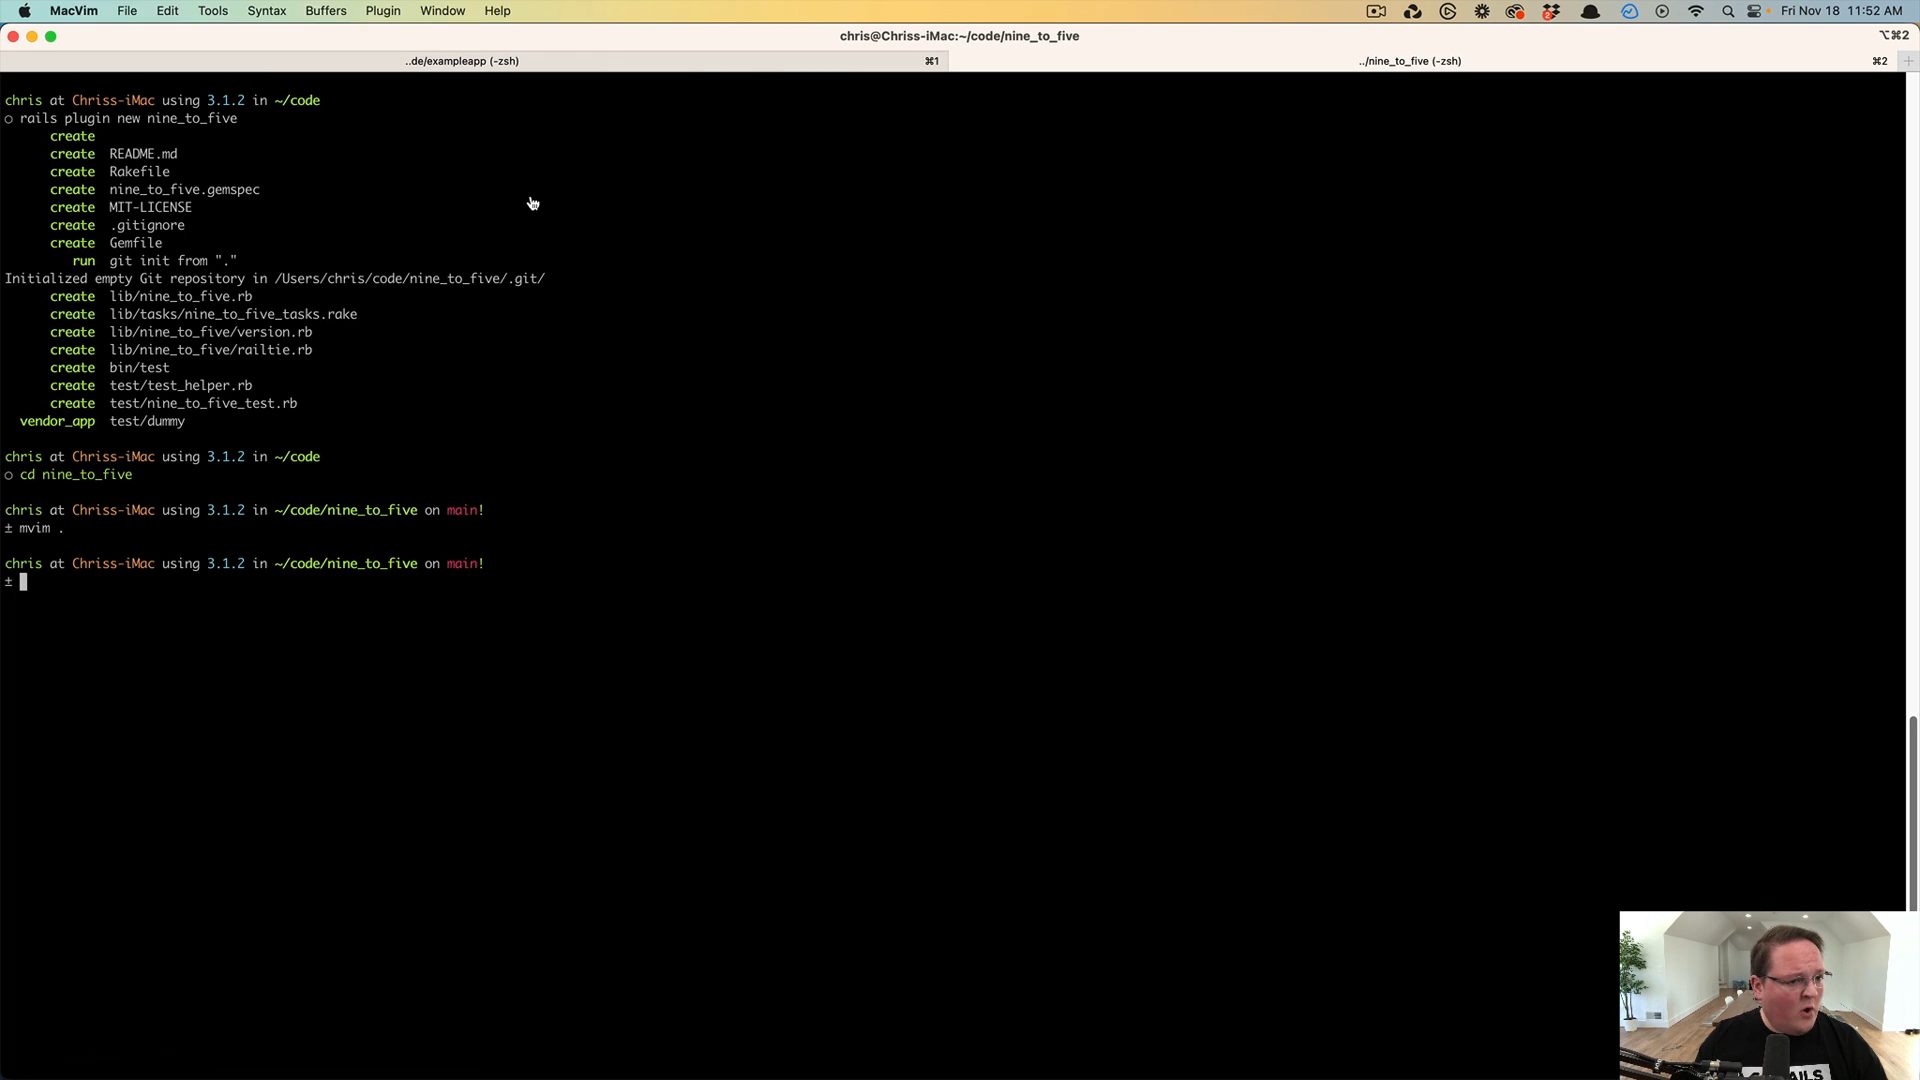 MacVim File Edit Tools Syntax Buffers Plugin Window Help
2
Fri Nov 18 11:52 AM
chris@Chriss-iMac:~/code/nine_to_five
⌥⌘2
..de/exampleapp (-zsh)
⌘1
../nine_to_five (-zsh)
⌘2
chris at Chriss-iMac using 3.1.2 in ~/code
○ rails plugin new nine_to_five
create
create README.md
create Rakefile
create nine_to_five.gemspec
create MIT-LICENSE
create .gitignore
create Gemfile
run git init from "."
Initialized empty Git repository in /Users/chris/code/nine_to_five/.git/
create lib/nine_to_five.rb
create lib/tasks/nine_to_five_tasks.rake
create lib/nine_to_five/version.rb
create lib/nine_to_five/railtie.rb
create bin/test
create test/test_helper.rb
create test/nine_to_five_test.rb
vendor_app test/dummy
chris at Chriss-iMac using 3.1.2 in ~/code
○ cd nine_to_five
chris at Chriss-iMac using 3.1.2 in ~/code/nine_to_five on main!
± mvim .
chris at Chriss-iMac using 3.1.2 in ~/code/nine_to_five on main!
±